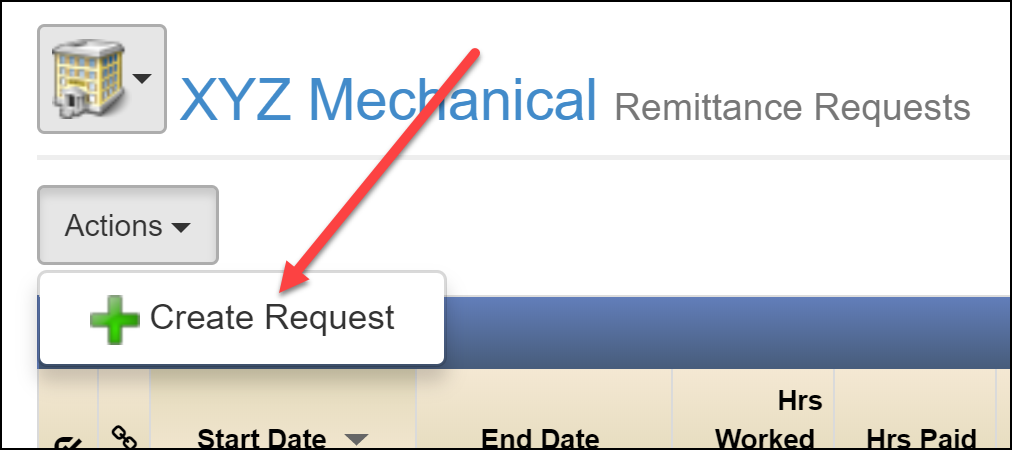 XYZ Mechanical Remittance Requests
Actions
Create Request
Hrs
Start Date End Date Worked Hrs Paid